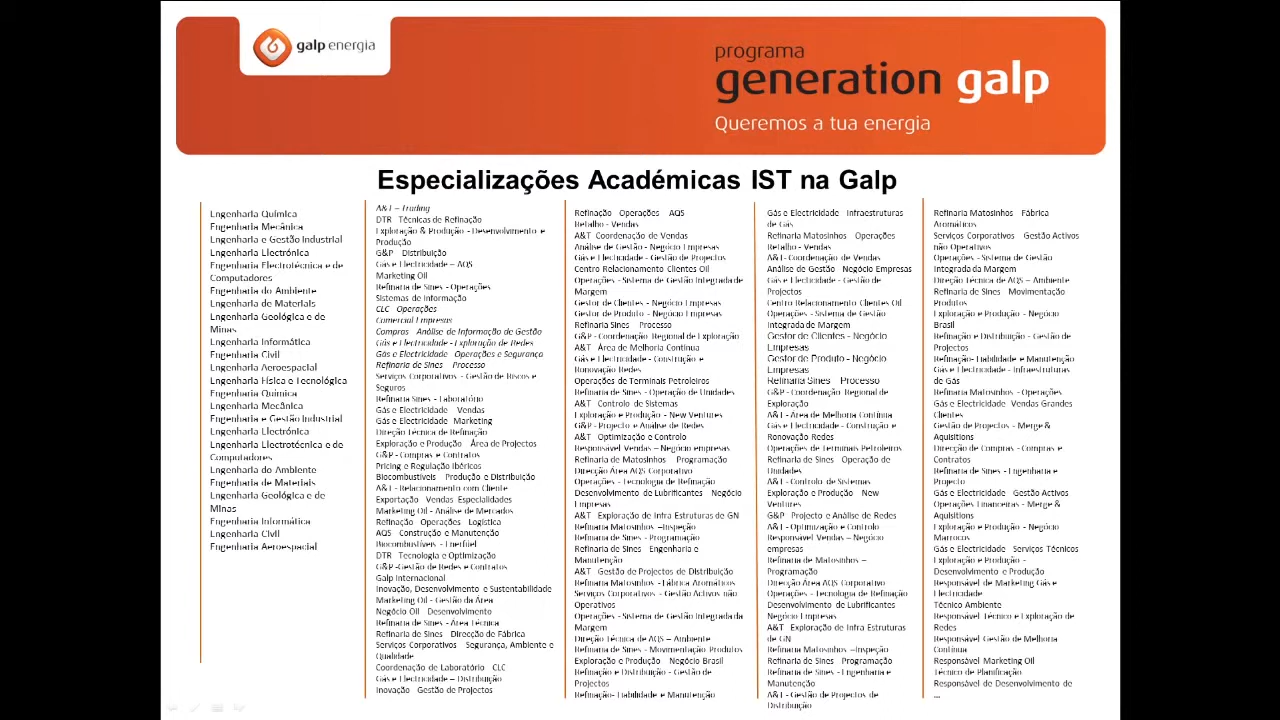 galp energia
programa
generation galp
Queremos a tua energia
Especializações Académicas IST na Galp
Engenharia Química
Engenharia Mecânica
Engenharia e Gestão Industrial
Engenharia Electrónica
Engenharia Electrotécnica e de
Computadores
Engenharia do Ambiente
Engenharia de Materiais
Engenharia Geológica e de
Minas
Engenharia Informática
Engenharia Civil
Engenharia Aeroespacial
Engenharia Física e Tecnológica
Engenharia Química
Engenharia Mecânica
Engenharia e Gestão Industrial
Engenharia Electrónica
Engenharia Electrotécnica e de
Computadores
Engenharia do Ambiente
Engenharia de Materiais
Engenharia Geológica e de
Minas
Engenharia Informática
Engenharia Civil
Engenharia Aeroespacial
A&T – Trading
DTR Técnicas de Refinação
Exploração & Produção - Desenvolvimento e
Produção
G&P Distribuição
Gás e Electricidade – AQS
Marketing Oil
Refinaria de Sines - Operações
Sistemas de Informação
CLC Operações
Comercial Empresas
Compras Análise de Informação de Gestão
Gás e Electricidade - Exploração de Redes
Gás e Electricidade Operações e Segurança
Refinaria de Sines Processo
Serviços Corporativos - Gestão de Riscos e
Seguros
Refinaria Sines - Laboratório
Gás e Electricidade Vendas
Gás e Electricidade Marketing
Direcção Técnica de Refinação
Exploração e Produção Área de Projectos
G&P - Compras e Contratos
Pricing e Regulação Ibéricos
Biocombustíveis Produção e Distribuição
A&T - Relacionamento com Cliente
Exportação Vendas Especialidades
Marketing Oil - Análise de Mercados
Refinação Operações Logística
AQS Construção e Manutenção
Biocombustíveis - Enerfuel
DTR Tecnologia e Optimização
G&P -Gestão de Redes e Contratos
Galp Internacional
Inovação, Desenvolvimento e Sustentabilidade
Marketing Oil - Gestão da Área
Negócio Oil Desenvolvimento
Refinaria de Sines - Área Técnica
Refinaria de Sines Direcção de Fábrica
Serviços Corporativos Segurança, Ambiente e
Qualidade
Coordenação de Laboratório CLC
Gás e Electricidade – Distribuição
Inovação Gestão de Projectos
Refinação Operações AQS
Retalho - Vendas
A&T Coordenação de Vendas
Análise de Gestão - Negócio Empresas
Gás e Electricidade - Gestão de Projectos
Centro Relacionamento Clientes Oil
Operações - Sistema de Gestão Integrada de
Margem
Gestor de Clientes - Negócio Empresas
Gestor de Produto - Negócio Empresas
Refinaria Sines Processo
G&P -Coordenação Regional de Exploração
A&T Área de Melhoria Contínua
Gás e Electricidade - Construção e
Ronovação Redes
Operações de Terminais Petroleiros
Refinaria de Sines - Operação de Unidades
A&T Controlo de Sistemas
Exploração e Produção - New Ventures
G&P - Projecto e Análise de Redes
A&T Optimização e Controlo
Responsável Vendas – Negócio empresas
Refinaria de Matosinhos Programação
Direcção Área AQS Corporativo
Operações - Tecnologia de Refinação
Desenvolvimento de Lubrificantes Negócio
Empresas
A&T Exploração de Infra Estruturas de GN
Refinaria Matosinhos –Inspeção
Refinaria de Sines - Programação
Refinaria de Sines Engenharia e
Manutenção
A&T Gestão de Projectos de Distribuição
Refinaria Matosinhos - Fábrica Aromáticos
Serviços Corporativos - Gestão Activos não
Operativos
Operações - Sistema de Gestão Integrada da
Margem
Direção Técnica de AQS – Ambiente
Refinaria de Sines - Movimentação Produtos
Exploração e Produção Negócio Brasil
Refinação e Distribuição - Gestão de
Projectos
Refinação- Fiabilidade e Manutenção
Gás e Electricidade Infraestruturas
de Gás
Refinaria Matosinhos Operações
Retalho - Vendas
A&T- Coordenação de Vendas
Análise de Gestão Negócio Empresas
Gás e Electricidade - Gestão de
Projectos
Centro Relacionamento Clientes Oil
Operações - Sistema de Gestão
Integrada de Margem
Gestor de Clientes - Negócio
Empresas
Gestor de Produto - Negócio
Empresas
Refinaria Sines Processo
G&P - Coordenação Regional de
Exploração
A&T - Área de Melhoria Contínua
Gás e Electricidade - Construção e
Ronovação Redes
Operações de Terminais Petroleiros
Refinaria de Sines Operação de
Unidades
A&T - Controlo de Sistemas
Exploração e Produção New
Ventures
G&P Projecto e Análise de Redes
A&T - Optimização e Controlo
Responsável Vendas – Negócio
empresas
Refinaria de Matosinhos –
Programação
Direcção Área AQS Corporativo
Operações - Tecnologia de Refinação
Desenvolvimento de Lubrificantes
Negócio Empresas
A&T Exploração de Infra Estruturas
de GN
Refinaria Matosinhos –Inspeção
Refinaria de Sines Programação
Refinaria de Sines - Engenharia e
Manutenção
A&T - Gestão de Projectos de
Distribuição
Refinaria Matosinhos Fábrica
Aromáticos
Serviços Corporativos Gestão Activos
não Operativos
Operações - Sistema de Gestão
Integrada da Margem
Direção Técnica de AQS – Ambiente
Refinaria de Sines Movimentação
Produtos
Exploração e Produção - Negócio
Brasil
Refinação e Distribuição - Gestão de
Projectos
Refinação- Fiabilidade e Manutenção
Gás e Electricidade - Infraestruturas
de Gás
Refinaria Matosinhos - Operações
Gás e Electricidade Vendas Grandes
Clientes
Gestão de Projectos - Merge &
Aquisitions
Direcção de Compras - Compras e
Contratos
Refinaria de Sines - Engenharia e
Projecto
Gás e Electricidade Gestão Activos
Operações Financeiras - Merge &
Aquisitions
Exploração e Produção - Negócio
Marrocos
Gás e Electricidade Serviços Técnicos
Exploração e Produção -
Desenvolvimento e Produção
Responsável de Marketing Gás e
Electricidade
Técnico Ambiente
Responsável Técnico e Exploração de
Redes
Responsável Gestão de Melhoria
Contínua
Responsável Marketing Oil
Técnico de Planificação
Responsável de Desenvolvimento de
...